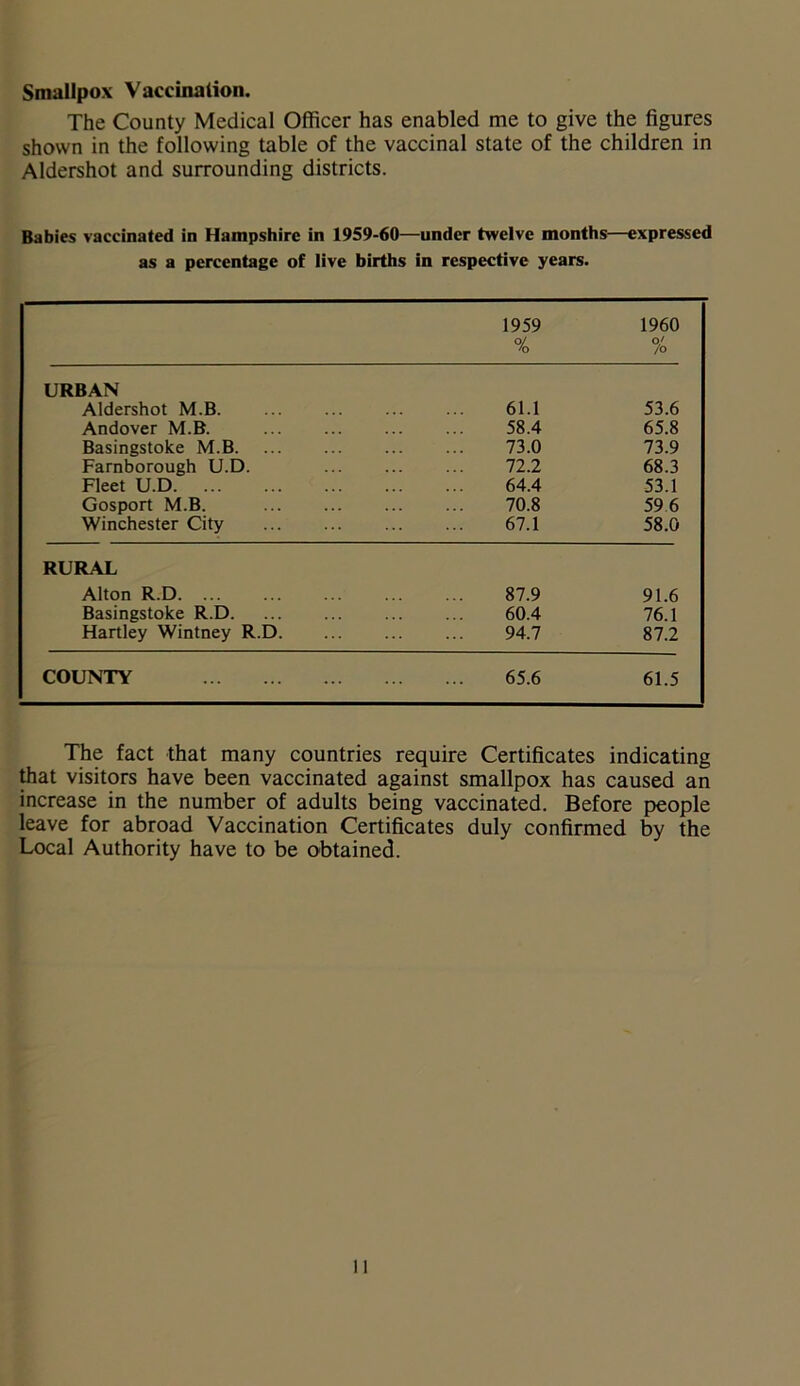 Smallpox Vaccination.
The County Medical Officer has enabled me to give the figures
shown in the following table of the vaccinal state of the children in
Aldershot and surrounding districts.
Babies vaccinated in Hampshire in 1959-60—under twelve months—expressed
as a percentage of live births in respective years.
1959 1960
% %
URBAN
Aldershot M.B. ... ... ... ... 61.1 53.6
Andover M.B. ... ... ... ... 58.4 65.8
Basingstoke M.B. ... ... ... ... 73.0 73.9
Farnborough U.D. ... ... ... 72.2 68.3
Fleet U.D. ... ... ... ... ... 64.4 53.1
Gosport M.B. ... ... ... ... 70.8 59 6
Winchester City ... ... ... ... 67.1 58.0
RURAL
Alton R.D. ... ... ... ... ... 87.9 91.6
Basingstoke R.D. ... ... ... ... 60.4 76.1
Hartley Wintney R.D. ... ... ... 94.7 87.2
COUNTY ... ... ... ... ... 65.6 61.5
The fact that many countries require Certificates indicating
that visitors have been vaccinated against smallpox has caused an
increase in the number of adults being vaccinated. Before people
leave for abroad Vaccination Certificates duly confirmed by the
Local Authority have to be obtained.
11